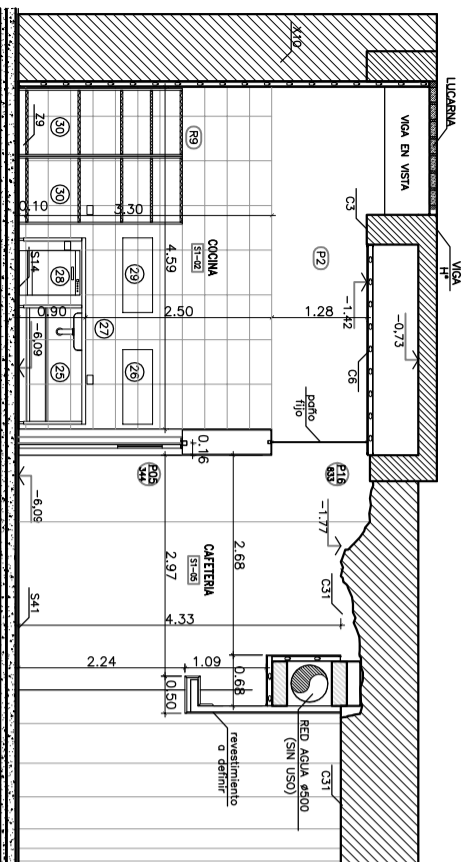 LUCARNA
VIGA
Hº
X10
VIGA EN VISTA
C3
-0,73
-1.42
C6
P2
1.28
paño
fijo
R9
COCINA
S1-02
3.30
4.59
2.50
30
30
Z9
0.10
29
28
S14
0.90
27
26
25
-6,09
0.16
P05
344
P16
833
-1.77
C31
CAFETERIA
S1-05
2.68
2.97
4.33
-6,09
S41
2.24
1.09
0.68
0.50
RED AGUA ø500
(SIN USO)
revestimiento
a definir
C31